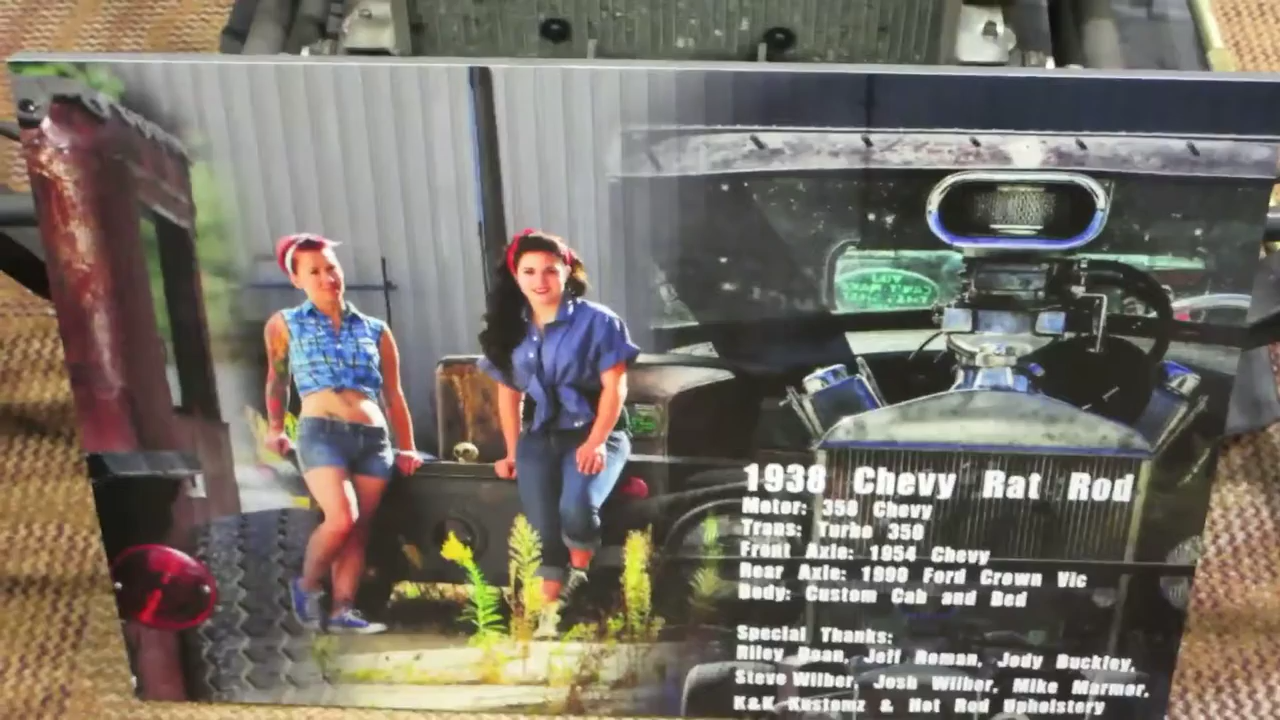 1938 Chevy Rat Rod
Motor: 350 Chevy
Trans: Turbo 350
Front Axle: 1954 Chevy
Rear Axle: 1990 Ford Crown Vic
Body: Custom Cab and Bed
Special Thanks:
Riley Jeff Roman, Jody Buckley,
Steve Wilber, Josh Wilber, Mike
K&K Kustomz & Hot Rod Upholstery